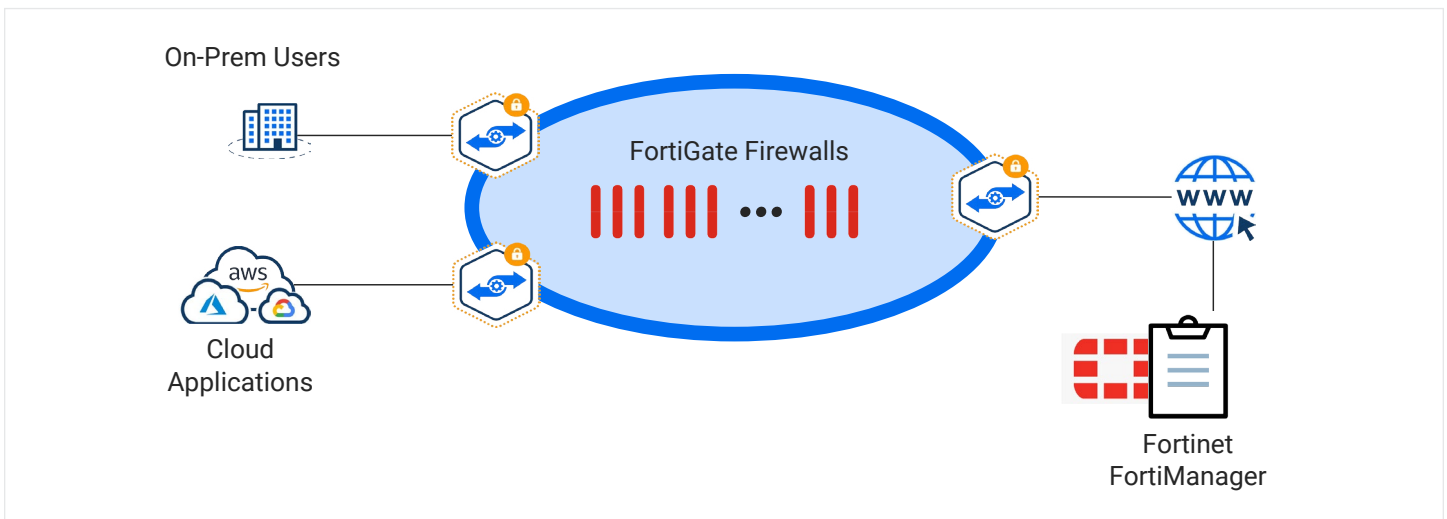 On-Prem Users
FortiGate Firewalls
WWW
aws
Cloud
Applications
Fortinet
FortiManager